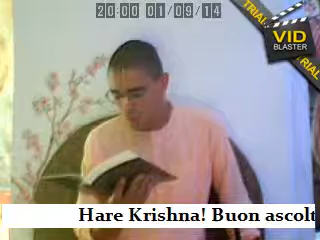 20:00 01/09/14
TRIAL
VID
BLASTER
TRIAL
Hare Krishna! Buon ascolt